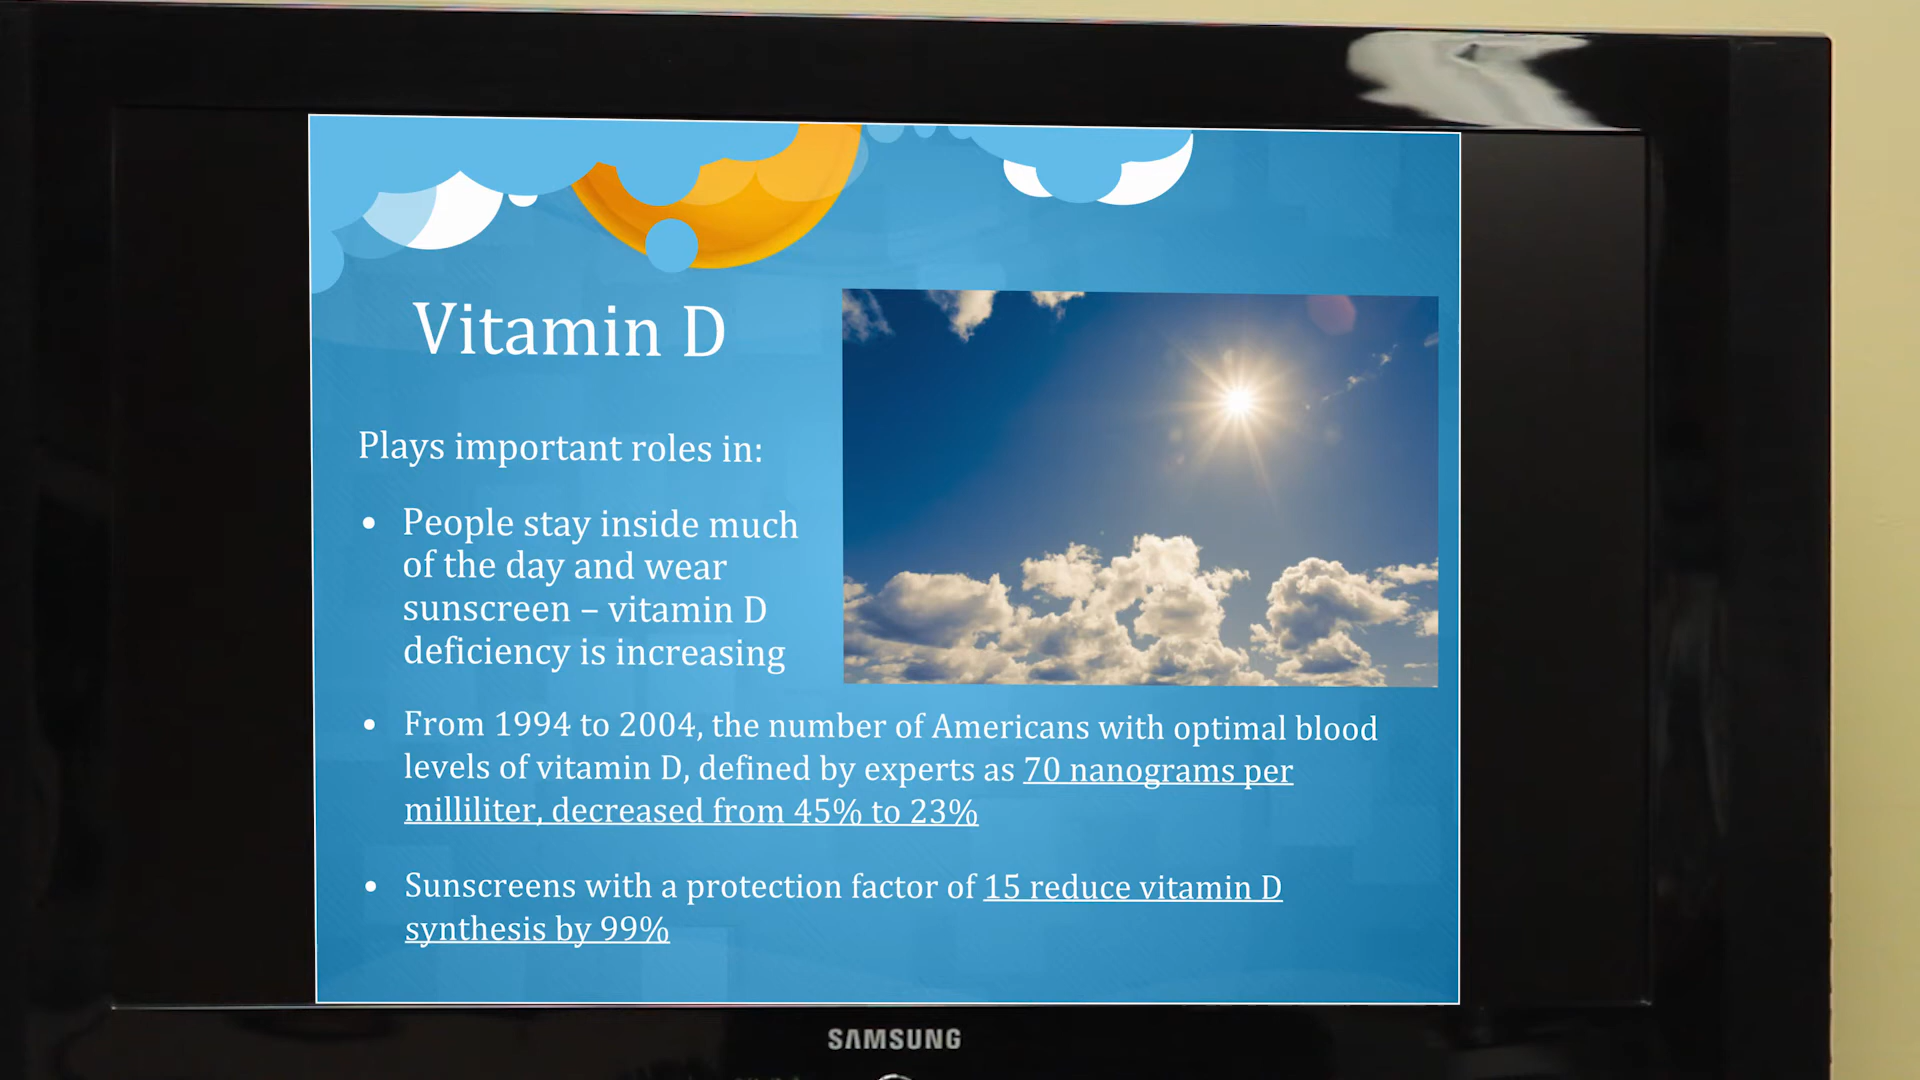 Vitamin D
Plays important roles in:
• People stay inside much
of the day and wear
sunscreen – vitamin D
deficiency is increasing
• From 1994 to 2004, the number of Americans with optimal blood
levels of vitamin D, defined by experts as 70 nanograms per
milliliter, decreased from 45% to 23%
• Sunscreens with a protection factor of 15 reduce vitamin D
synthesis by 99%
SAMSUNG